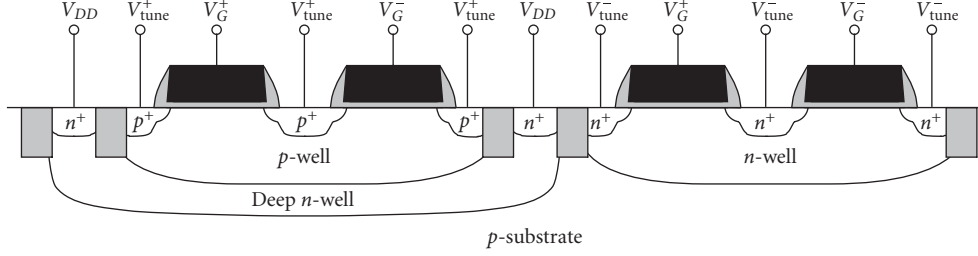 V_DD V⁺_tune V⁺_G V⁺_tune V⁻_G V⁺_tune V_DD V⁻_tune V⁺_G V⁻_tune V⁻_G V⁻_tune
n⁺ p⁺ p⁺ p⁺ n⁺ n⁺ n⁺ n⁺
p-well n-well
Deep n-well
p-substrate